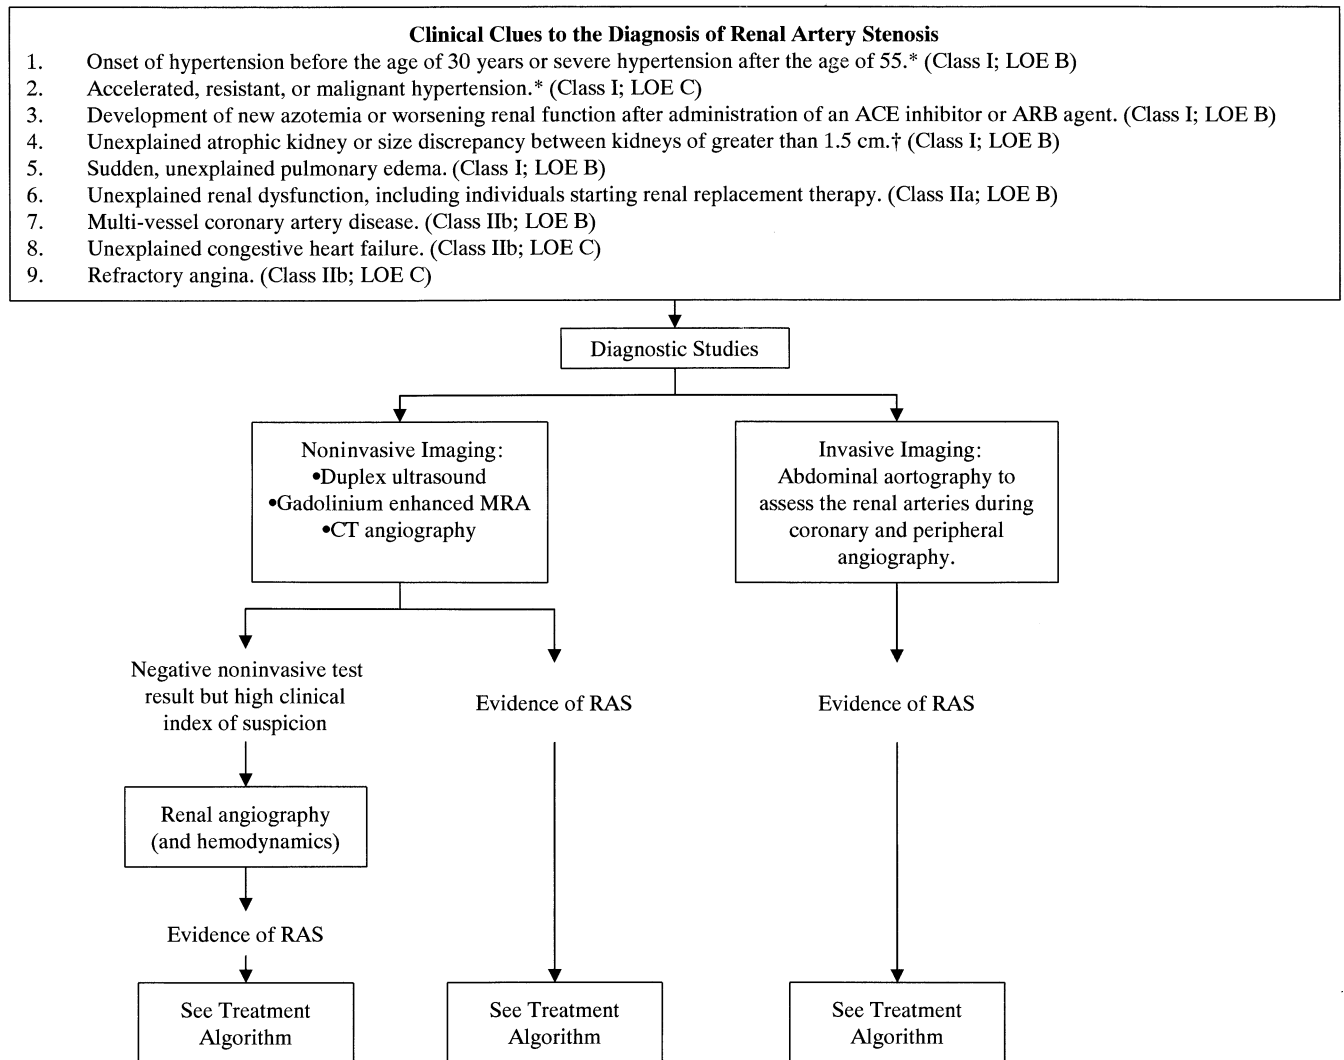 Clinical Clues to the Diagnosis of Renal Artery Stenosis
1. Onset of hypertension before the age of 30 years or severe hypertension after the age of 55.* (Class I; LOE B)
2. Accelerated, resistant, or malignant hypertension.* (Class I; LOE C)
3. Development of new azotemia or worsening renal function after administration of an ACE inhibitor or ARB agent. (Class I; LOE B)
4. Unexplained atrophic kidney or size discrepancy between kidneys of greater than 1.5 cm.† (Class I; LOE B)
5. Sudden, unexplained pulmonary edema. (Class I; LOE B)
6. Unexplained renal dysfunction, including individuals starting renal replacement therapy. (Class IIa; LOE B)
7. Multi-vessel coronary artery disease. (Class IIb; LOE B)
8. Unexplained congestive heart failure. (Class IIb; LOE C)
9. Refractory angina. (Class IIb; LOE C)
Diagnostic Studies
Noninvasive Imaging:
•Duplex ultrasound
•Gadolinium enhanced MRA
•CT angiography
Invasive Imaging:
Abdominal aortography to
assess the renal arteries during
coronary and peripheral
angiography.
Negative noninvasive test
result but high clinical
index of suspicion
Evidence of RAS
Evidence of RAS
Renal angiography
(and hemodynamics)
Evidence of RAS
See Treatment
Algorithm
See Treatment
Algorithm
See Treatment
Algorithm